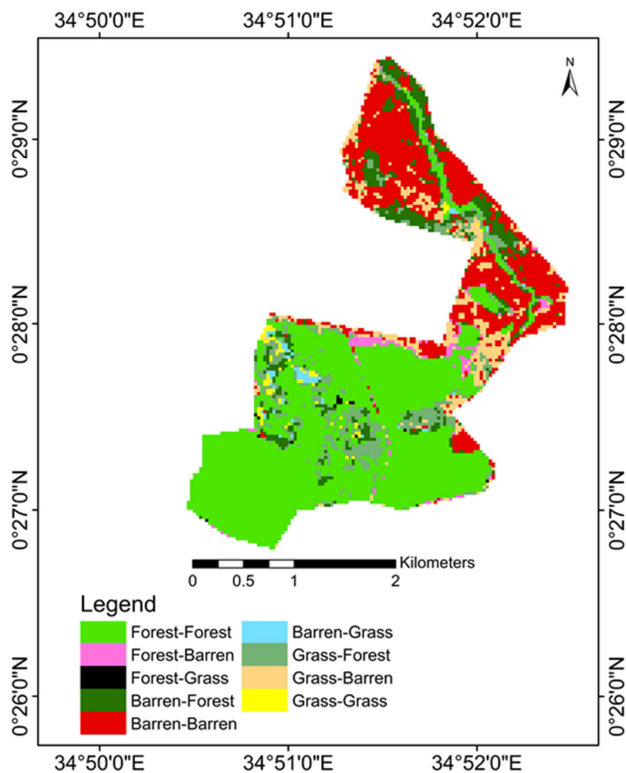 34°50'0"E 34°51'0"E 34°52'0"E
N
0°29'0"N 0°29'0"N
0°28'0"N 0°28'0"N
0°27'0"N 0°27'0"N
Kilometers
0 0.5 1 2
Legend
Forest-Forest Barren-Grass
Forest-Barren Grass-Forest
Forest-Grass Grass-Barren
Barren-Forest Grass-Grass
Barren-Barren
0°26'0"N 0°26'0"N
34°50'0"E 34°51'0"E 34°52'0"E